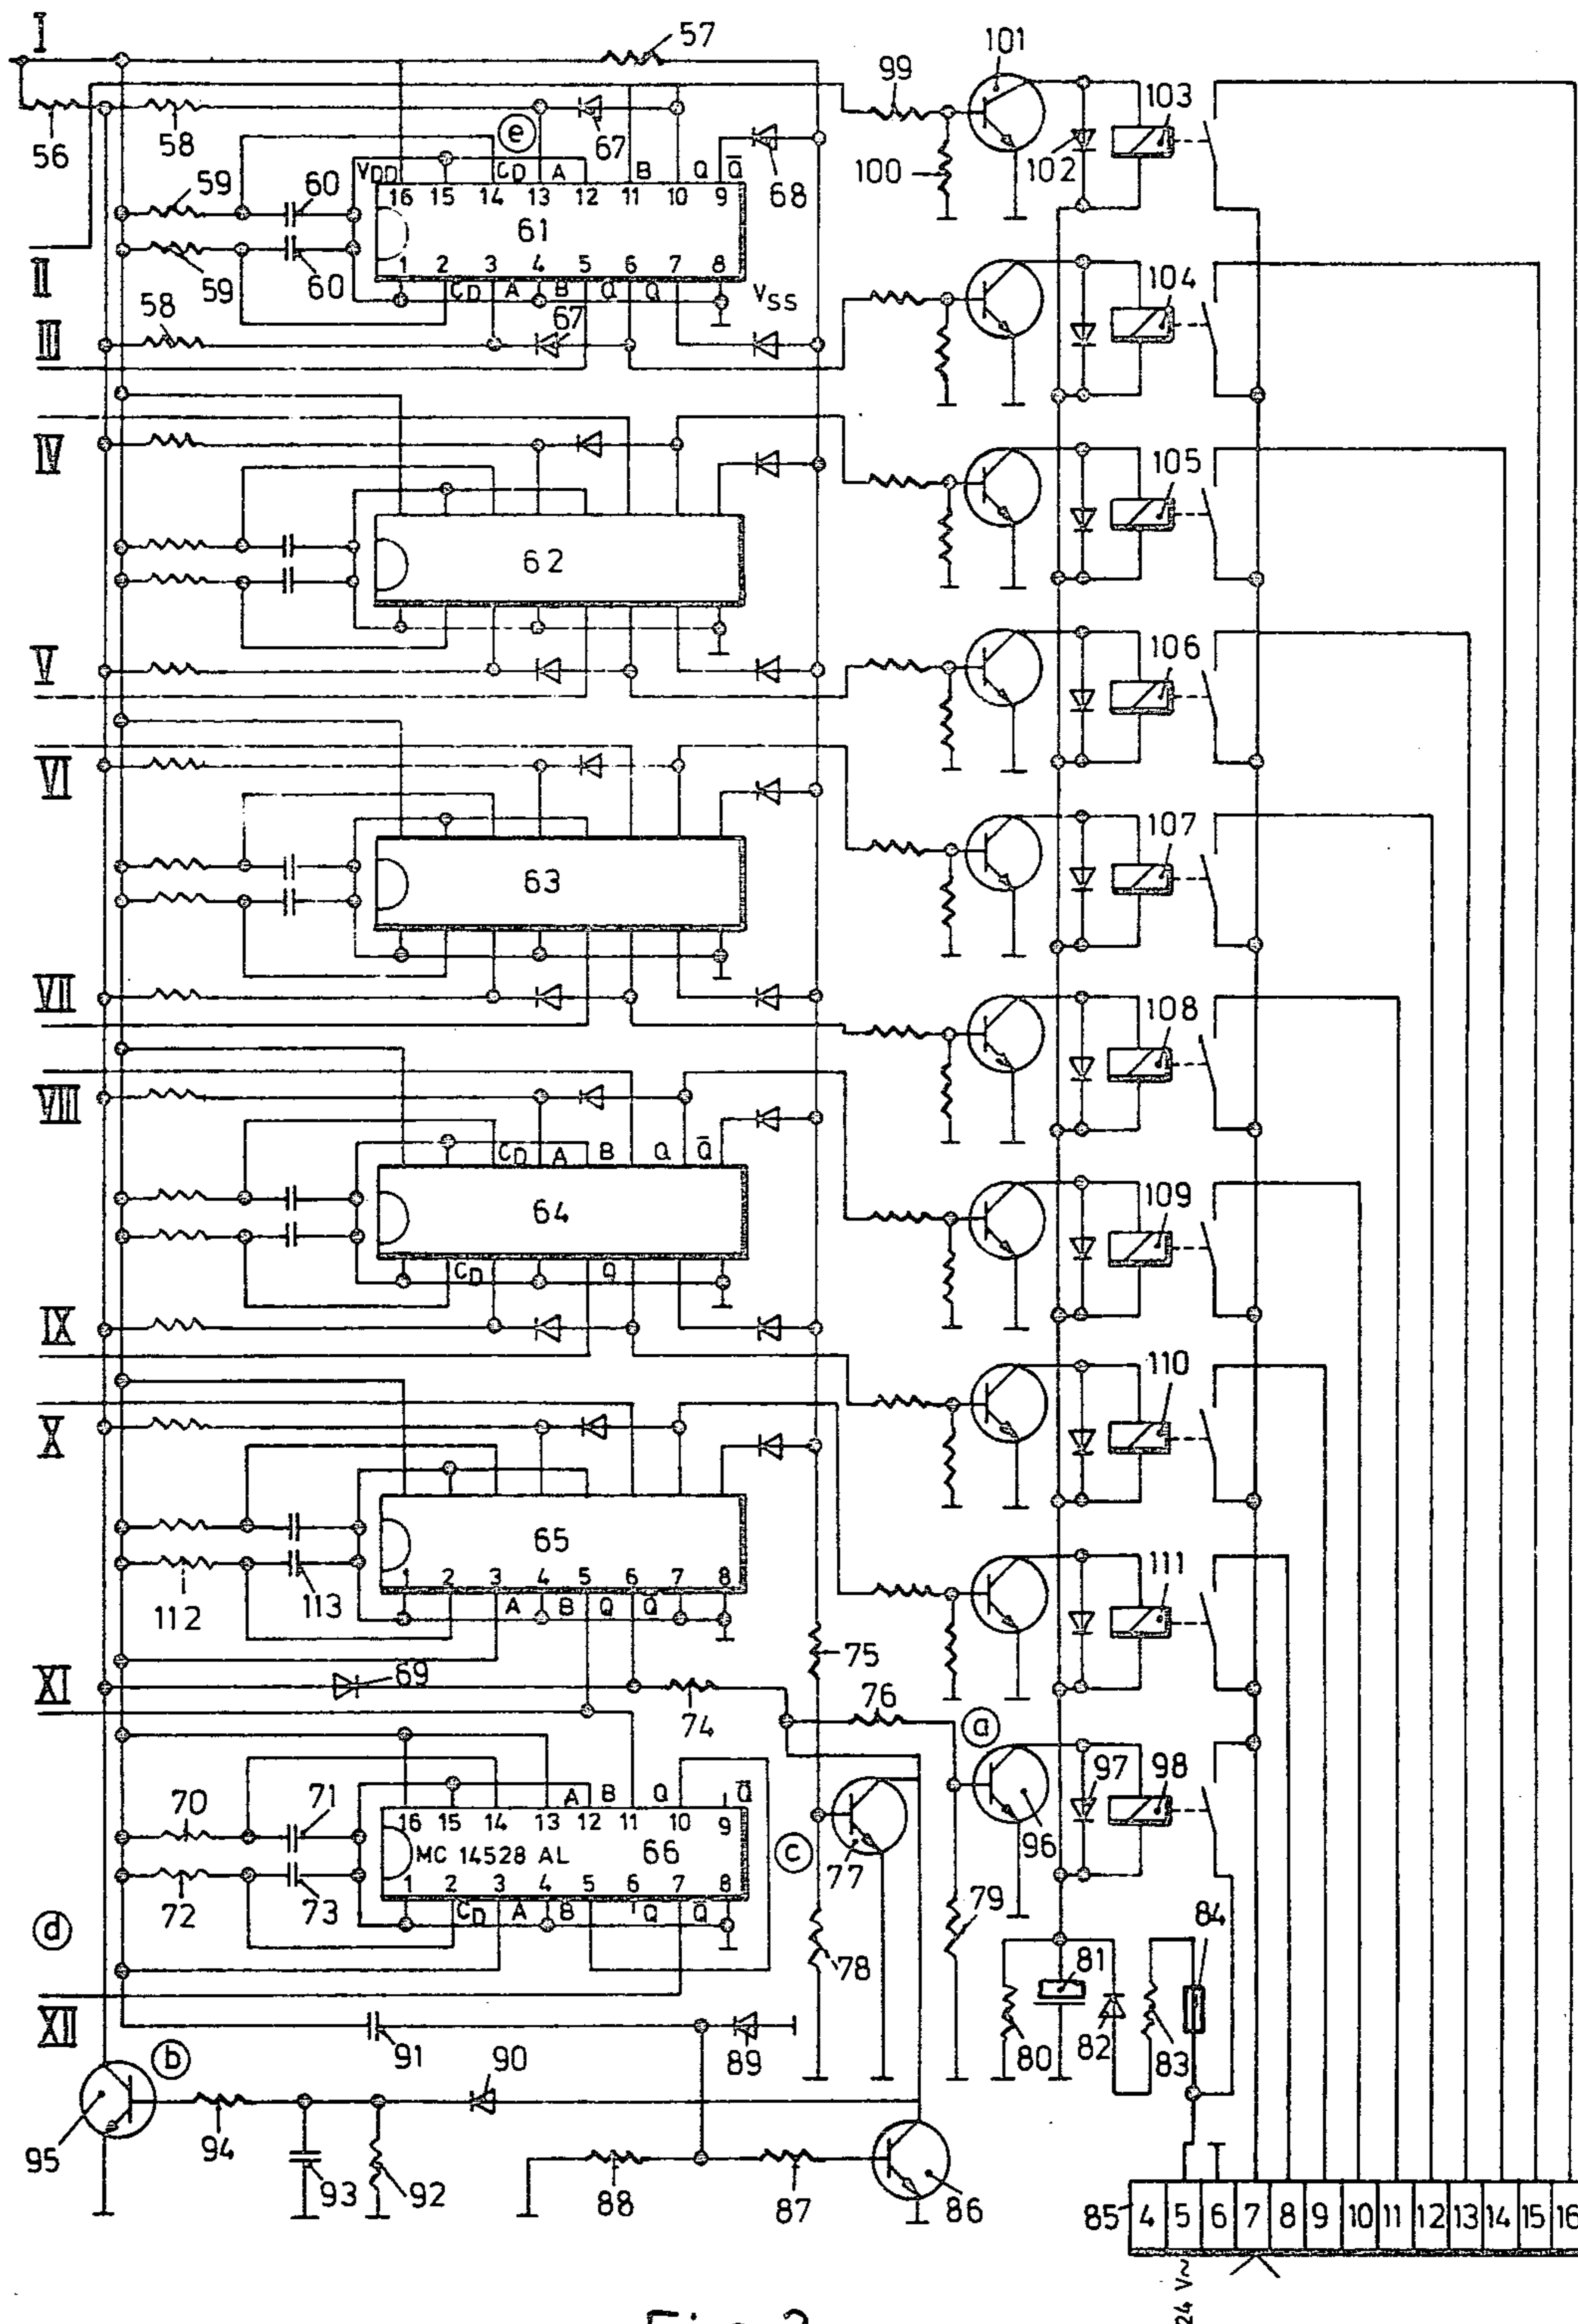 I
57
99
101
103
56
58
e
67
68
100
102
59
60
VDD CD A B Q Q̅
16 15 14 13 12 11 10 9
61
1 2 3 4 5 6 7 8
II
59
60
CD A B Q Q VSS
58
67
III
104
IV
105
62
V
106
VI
107
63
VII
108
VIII
CD A B Q Q̅
64
109
CD Q
IX
110
X
65
111
1 2 3 4 5 6 7 8
112
113
A B Q Q
75
XI
69
74
76
a
A B Q Q̅
97
98
70
71
16 15 14 13 12 11 10 9
MC 14528 AL 66
c
77
96
1 2 3 4 5 6 7 8
72
73
CD A B Q Q̅
79
84
d
78
81
XII
80
82
83
91
89
b
90
95
94
93
92
88
87
86
85 4 5 6 7 8 9 10 11 12 13 14 15 16
24 V~